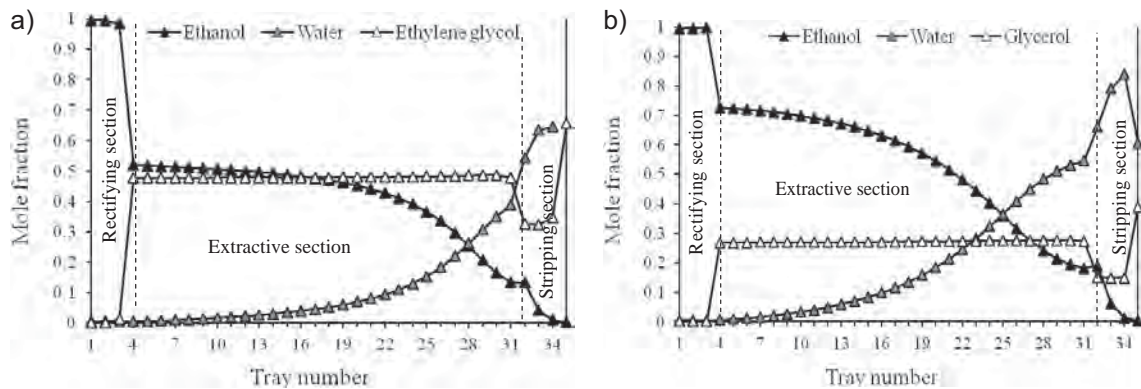 a)
Ethanol Water Ethylene glycol
1
0.9
0.8
0.7
0.6
0.5
0.4
0.3
0.2
0.1
0
Mole fraction
Rectifying section
Extractive section
Stripping section
1 4 7 10 13 16 19 22 25 28 31 34
Tray number
b)
Ethanol Water Glycerol
1
0.9
0.8
0.7
0.6
0.5
0.4
0.3
0.2
0.1
0
Mole fraction
Rectifying section
Extractive section
Stripping section
1 4 7 10 13 16 19 22 25 28 31 34
Tray number